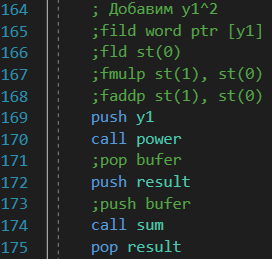 164 ; Добавим y1^2
165 ;fild word ptr [y1]
166 ;fld st(0)
167 ;fmulp st(1), st(0)
168 ;faddp st(1), st(0)
169 push y1
170 call power
171 ;pop bufer
172 push result
173 ;push bufer
174 call sum
175 pop result